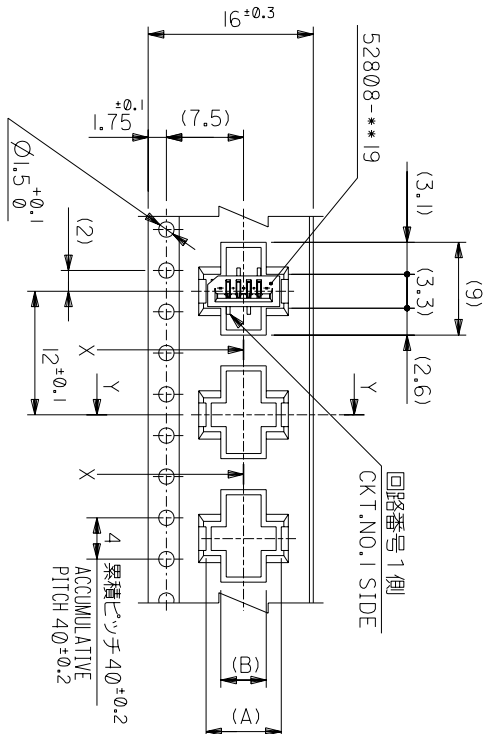 16±0.3
(7.5)
1.75 ±0.1
Ø1.5 +0.1 0
(2)
12±0.1
52808-**19
(3.1)
(3.3)
(9)
(2.6)
X
X
Y
Y
回路番号1側
CKT.NO.1 SIDE
4
累積ピッチ 40±0.2
ACCUMULATIVE
PITCH 40±0.2
(B)
(A)